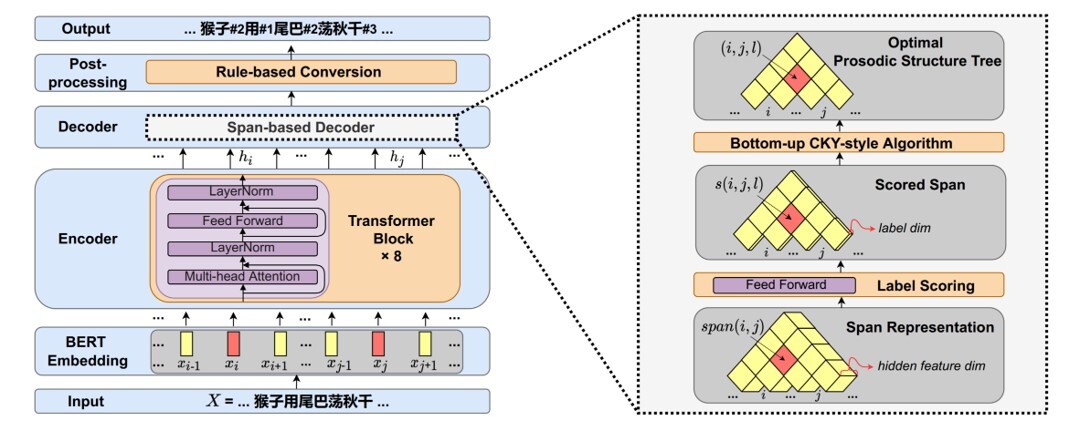 Output
... 猴子#2用#1尾巴#2荡秋千#3 ...
Post-
processing
Rule-based Conversion
Decoder
Span-based Decoder
... h_i ... h_j ...
Encoder
LayerNorm
Feed Forward
LayerNorm
Multi-head Attention
Transformer
Block
× 8
... ... ...
BERT
Embedding
... ... ...
... x_{i-1} x_i x_{i+1} ... x_{j-1} x_j x_{j+1} ...
Input
X = ... 猴子用尾巴荡秋千 ...
Optimal
Prosodic Structure Tree
(i, j, l)
... i ... j ...
Bottom-up CKY-style Algorithm
Scored Span
s(i, j, l)
label dim
... i ... j ...
Feed Forward
Label Scoring
Span Representation
span(i, j)
hidden feature dim
... i ... j ...